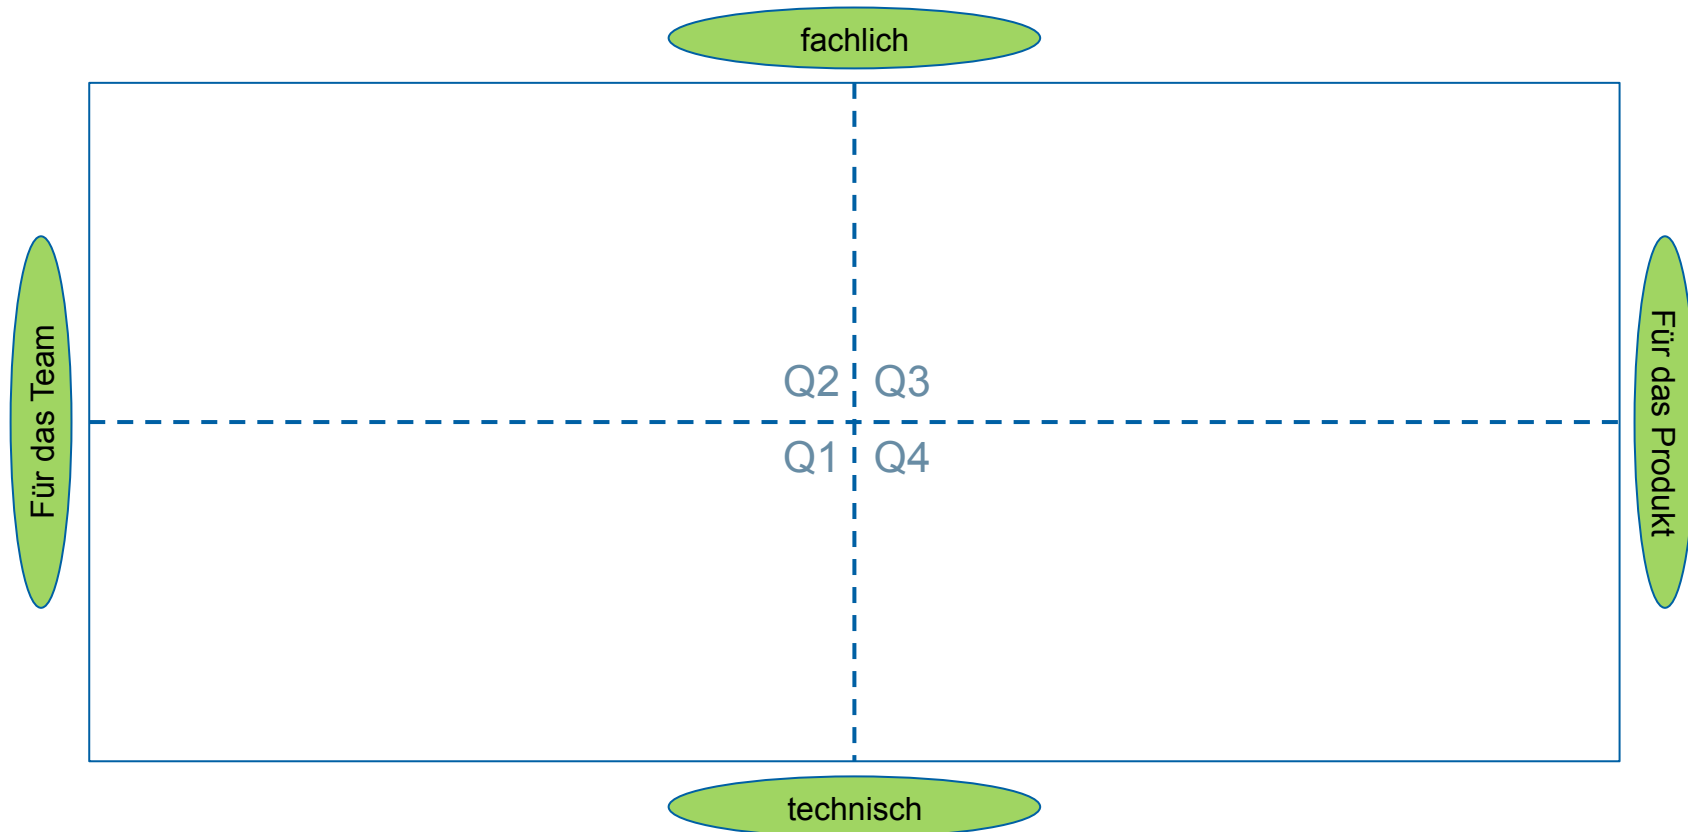 fachlich
Für das Team
Q2
Q3
Für das Produkt
Q1
Q4
technisch